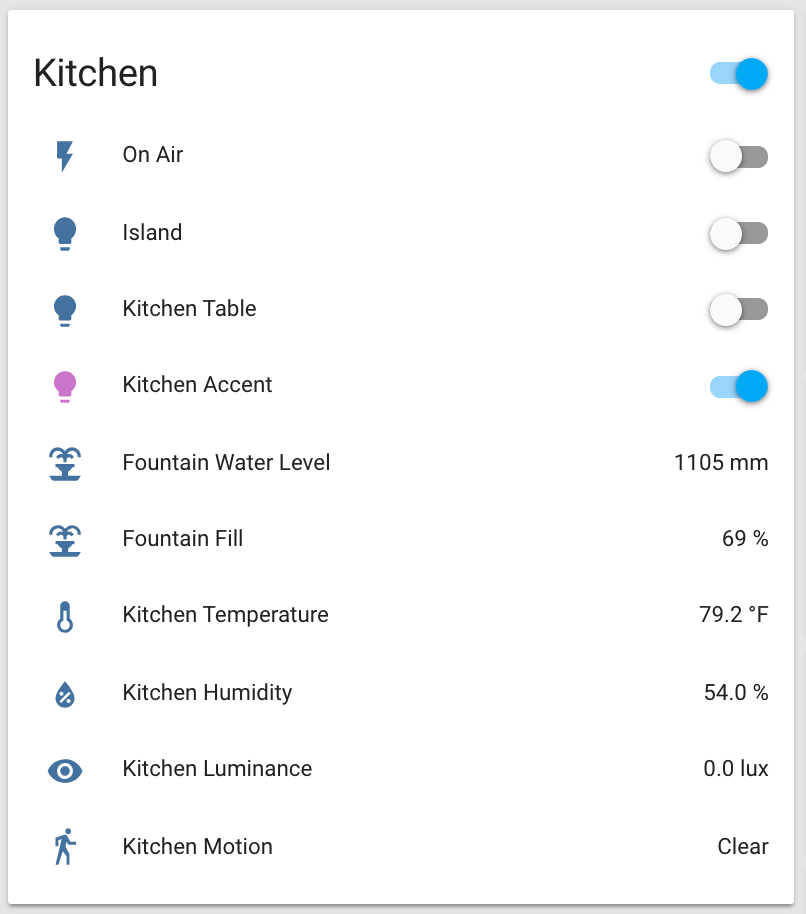 Kitchen
On Air
Island
Kitchen Table
Kitchen Accent
Fountain Water Level 1105 mm
Fountain Fill 69 %
Kitchen Temperature 79.2 °F
Kitchen Humidity 54.0 %
Kitchen Luminance 0.0 lux
Kitchen Motion Clear